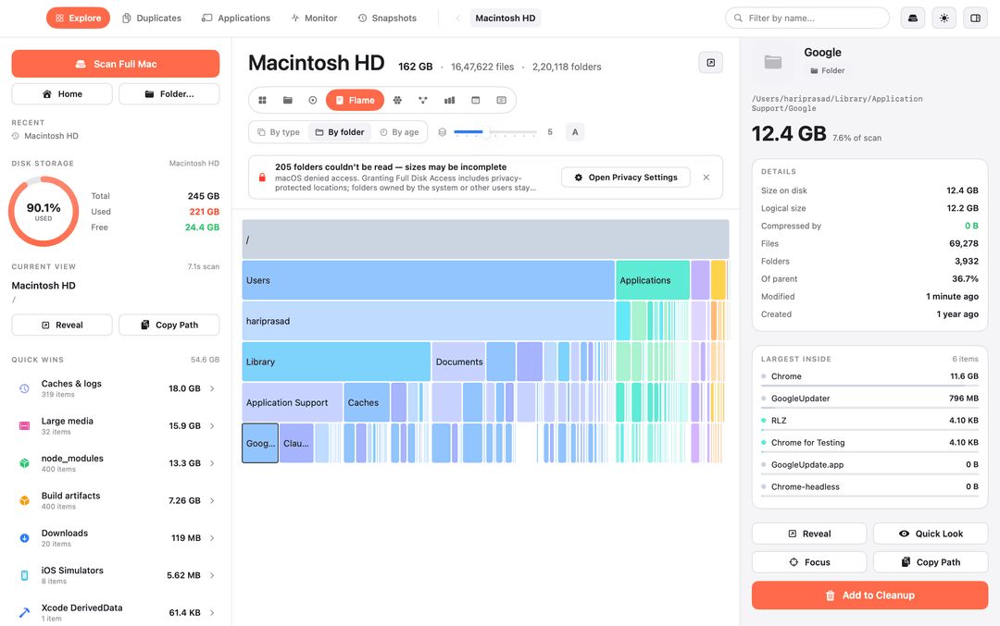 Explore
Duplicates
Applications
Monitor
Snapshots
Macintosh HD
Filter by name...
Scan Full Mac
Home
Folder...
RECENT
Macintosh HD
DISK STORAGE
Macintosh HD
90.1%
USED
Total 245 GB
Used 221 GB
Free 24.4 GB
CURRENT VIEW
7.1s scan
Macintosh HD
/
Reveal
Copy Path
QUICK WINS
54.6 GB
Caches & logs
319 items
18.0 GB
Large media
32 items
15.9 GB
node_modules
400 items
13.3 GB
Build artifacts
400 items
7.26 GB
Downloads
20 items
119 MB
iOS Simulators
8 items
5.62 MB
Xcode DerivedData
1 item
61.4 KB
Macintosh HD 162 GB · 16,47,622 files · 2,20,118 folders
Flame
By type
By folder
By age
5
A
205 folders couldn't be read — sizes may be incomplete
macOS denied access. Granting Full Disk Access includes privacy-
protected locations; folders owned by the system or other users stay...
Open Privacy Settings
/
Users
Applications
hariprasad
Library
Documents
Application Support
Caches
Goog...
Clau...
Google
Folder
/Users/hariprasad/Library/Application
Support/Google
12.4 GB 7.6% of scan
DETAILS
Size on disk 12.4 GB
Logical size 12.2 GB
Compressed by 0 B
Files 69,278
Folders 3,932
Of parent 36.7%
Modified 1 minute ago
Created 1 year ago
LARGEST INSIDE 6 items
Chrome 11.6 GB
GoogleUpdater 796 MB
RLZ 4.10 KB
Chrome for Testing 4.10 KB
GoogleUpdate.app 0 B
Chrome-headless 0 B
Reveal
Quick Look
Focus
Copy Path
Add to Cleanup